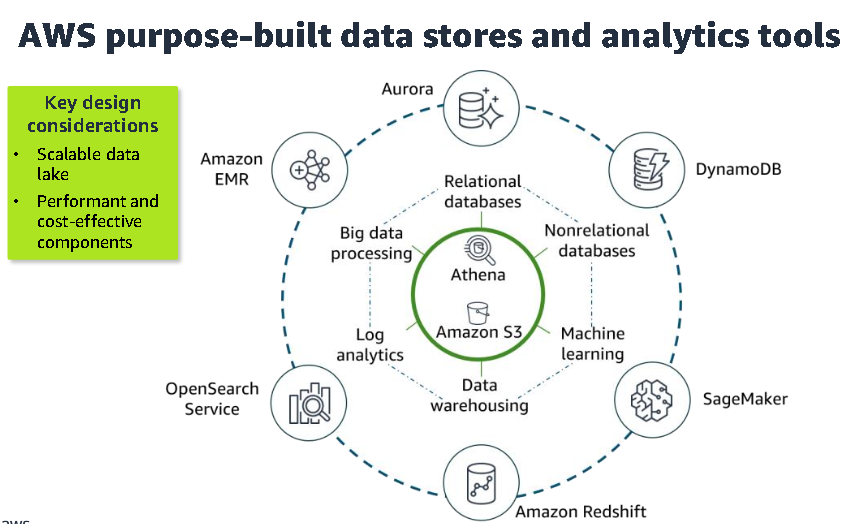 AWS purpose-built data stores and analytics tools
Key design
considerations
• Scalable data
lake
• Performant and
cost-effective
components
Aurora
Amazon
EMR
DynamoDB
Relational
databases
Big data
processing
Nonrelational
databases
Athena
Amazon S3
Log
analytics
Machine
learning
Data
warehousing
OpenSearch
Service
SageMaker
Amazon Redshift
aws